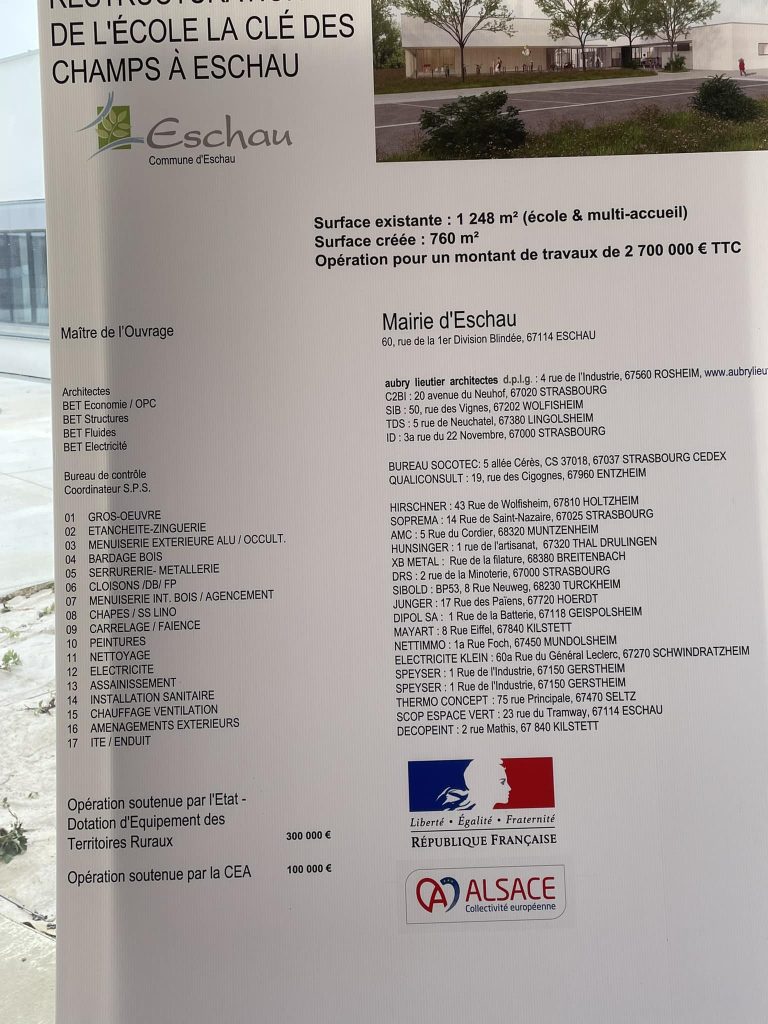 RESTRUCTURATION
DE L'ÉCOLE LA CLÉ DES
CHAMPS À ESCHAU
Eschau
Commune d'Eschau
Surface existante : 1 248 m² (école & multi-accueil)
Surface créée : 760 m²
Opération pour un montant de travaux de 2 700 000 € TTC
Maître de l'Ouvrage
Mairie d'Eschau
60, rue de la 1er Division Blindée, 67114 ESCHAU
Architectes
BET Economie / OPC
BET Structures
BET Fluides
BET Electricité
aubry lieutier architectes d.p.l.g. : 4 rue de l'Industrie, 67560 ROSHEIM, www.aubrylieut
C2BI : 20 avenue du Neuhof, 67020 STRASBOURG
SIB : 50, rue des Vignes, 67202 WOLFISHEIM
TDS : 5 rue de Neuchatel, 67380 LINGOLSHEIM
ID : 3a rue du 22 Novembre, 67000 STRASBOURG
Bureau de contrôle
Coordinateur S.P.S.
BUREAU SOCOTEC: 5 allée Cérès, CS 37018, 67037 STRASBOURG CEDEX
QUALICONSULT : 19, rue des Cigognes, 67960 ENTZHEIM
01 GROS-OEUVRE
02 ETANCHEITE-ZINGUERIE
03 MENUISERIE EXTERIEURE ALU / OCCULT.
04 BARDAGE BOIS
05 SERRURERIE- METALLERIE
06 CLOISONS /DB/ FP
07 MENUISERIE INT. BOIS / AGENCEMENT
08 CHAPES / SS LINO
09 CARRELAGE / FAIENCE
10 PEINTURES
11 NETTOYAGE
12 ELECTRICITE
13 ASSAINISSEMENT
14 INSTALLATION SANITAIRE
15 CHAUFFAGE VENTILATION
16 AMENAGEMENTS EXTERIEURS
17 ITE / ENDUIT
HIRSCHNER : 43 Rue de Wolfisheim, 67810 HOLTZHEIM
SOPREMA : 14 Rue de Saint-Nazaire, 67025 STRASBOURG
AMC : 5 Rue du Cordier, 68320 MUNTZENHEIM
HUNSINGER : 1 rue de l'artisanat, 67320 THAL DRULINGEN
XB METAL : Rue de la filature, 68380 BREITENBACH
DRS : 2 rue de la Minoterie, 67000 STRASBOURG
SIBOLD : BP53, 8 Rue Neuweg, 68230 TURCKHEIM
JUNGER : 17 Rue des Païens, 67720 HOERDT
DIPOL SA : 1 Rue de la Batterie, 67118 GEISPOLSHEIM
MAYART : 8 Rue Eiffel, 67840 KILSTETT
NETTIMMO : 1a Rue Foch, 67450 MUNDOLSHEIM
ELECTRICITE KLEIN : 60a Rue du Général Leclerc, 67270 SCHWINDRATZHEIM
SPEYSER : 1 Rue de l'Industrie, 67150 GERSTHEIM
SPEYSER : 1 Rue de l'Industrie, 67150 GERSTHEIM
THERMO CONCEPT : 75 rue Principale, 67470 SELTZ
SCOP ESPACE VERT : 23 rue du Tramway, 67114 ESCHAU
DECOPEINT : 2 rue Mathis, 67 840 KILSTETT
Opération soutenue par l'Etat -
Dotation d'Equipement des
Territoires Ruraux 300 000 €
Opération soutenue par la CEA 100 000 €
Liberté • Égalité • Fraternité
RÉPUBLIQUE FRANÇAISE
ALSACE
Collectivité européenne